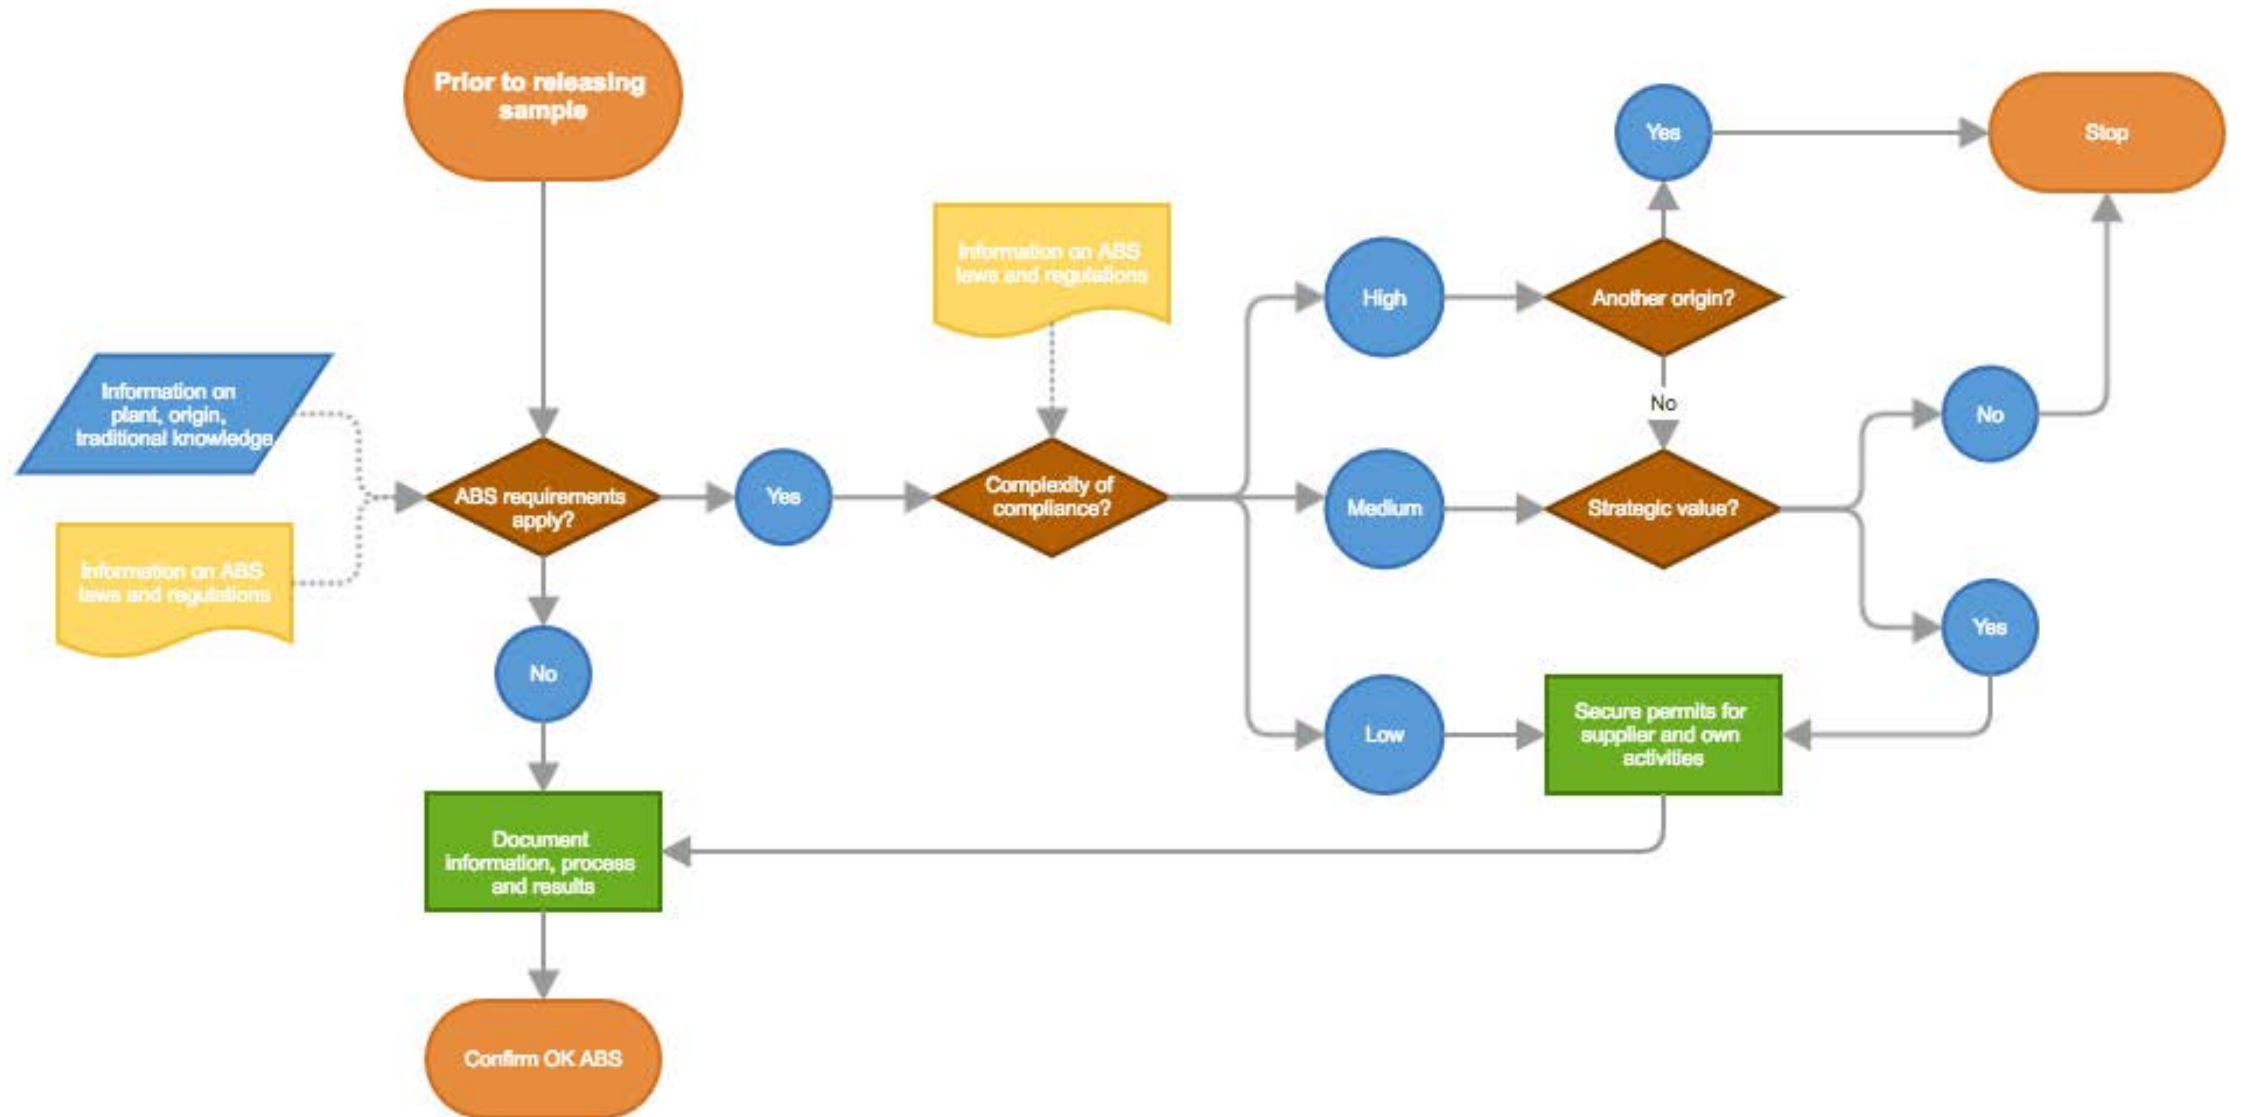 Prior to releasing
sample
Yes
Stop
Information on ABS
laws and regulations
High
Another origin?
Information on
plant, origin,
traditional knowledge
No
No
ABS requirements
apply?
Yes
Complexity of
compliance?
Medium
Strategic value?
Information on ABS
laws and regulations
Yes
No
Low
Secure permits for
supplier and own
activities
Document
information, process
and results
Confirm OK ABS